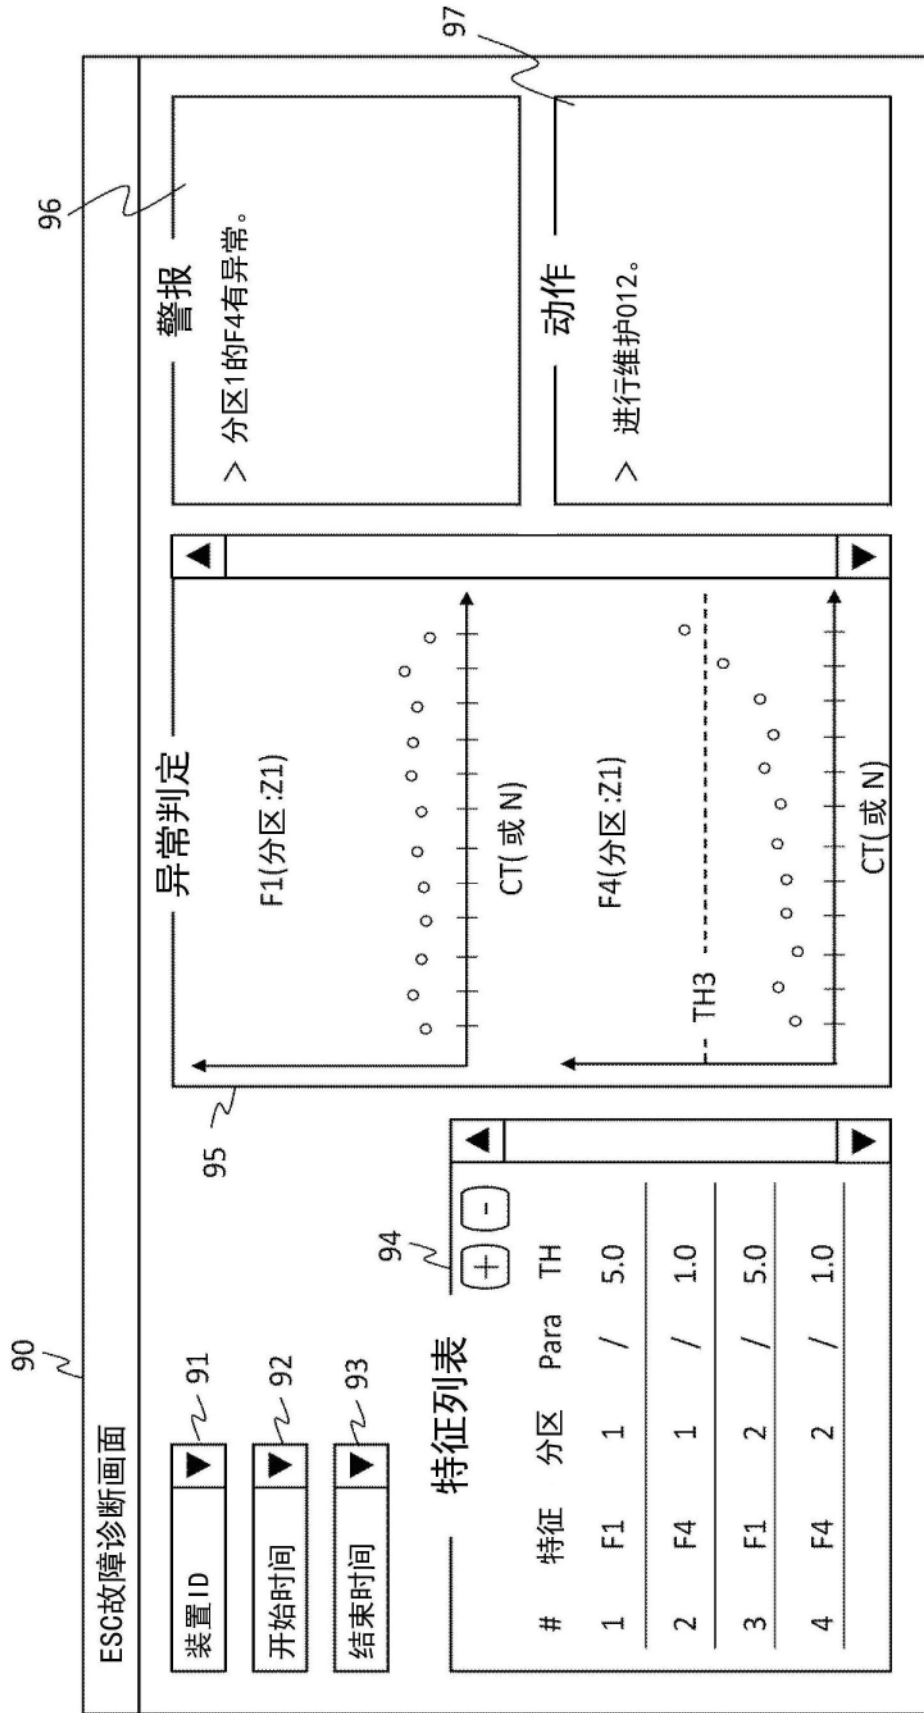 90
ESC故障诊断画面
装置ID ▼ 91
开始时间 ▼ 92
结束时间 ▼ 93
特征列表
94
+ -
# 特征 分区 Para TH
1 F1 1 / 5.0
2 F4 1 / 1.0
3 F1 2 / 5.0
4 F4 2 / 1.0
95
异常判定
F1(分区:Z1)
CT(或N)
F4(分区:Z1)
TH3
CT(或N)
96
警报
> 分区1的F4有异常。
97
动作
> 进行维护012。